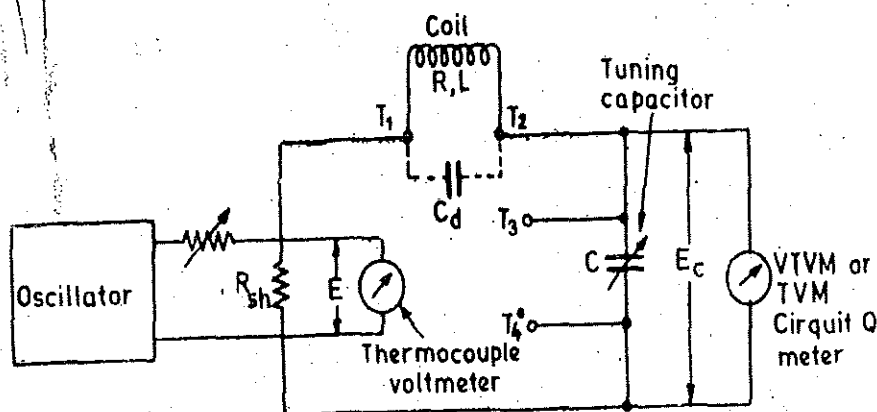 Coil
R,L
Tuning
capacitor
T1
T2
Cd
T3
C
Ec
VTVM or
TVM
Cirquit Q
meter
Oscillator
Rsh
E
T4
Thermocouple
voltmeter